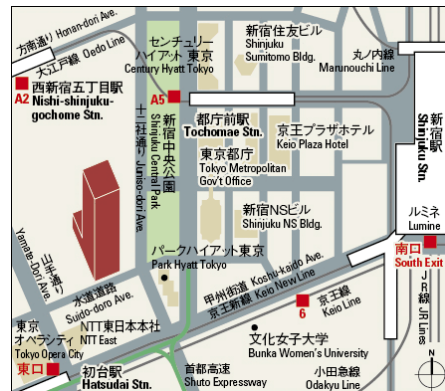 方南通り Honan-dori Ave.
大江戸線 Oedo Line
センチュリー
ハイアット 東京
Century Hyatt Tokyo
新宿住友ビル
Shinjuku
Sumitomo Bldg.
丸ノ内線
Marunouchi Line
A2
西新宿五丁目駅
Nishi-shinjuku-
gochome Stn.
A5
都庁前駅
Tochomae Stn.
新宿駅
Shinjuku Stn.
十二社通り Juniso-dori Ave.
新宿中央公園
Shinjuku Central Park
東京都庁
Tokyo Metropolitan
Gov't Office
京王プラザホテル
Keio Plaza Hotel
新宿NSビル
Shinjuku NS Bldg.
ルミネ
Lumine
南口
South Exit
山手通り
Yamate-Dori Ave.
パークハイアット東京
Park Hyatt Tokyo
水道道路
Suido-doro Ave.
甲州街道 Koshu-kaido Ave.
京王新線 Keio New Line
6
京王線
Keio Line
JR線 JR Lines
東京
オペラシティ
Tokyo Opera City
NTT東日本本社
NTT East
文化女子大学
Bunka Women's University
東口
初台駅
Hatsudai Stn.
首都高速
Shuto Expressway
小田急線
Odakyu Line
N